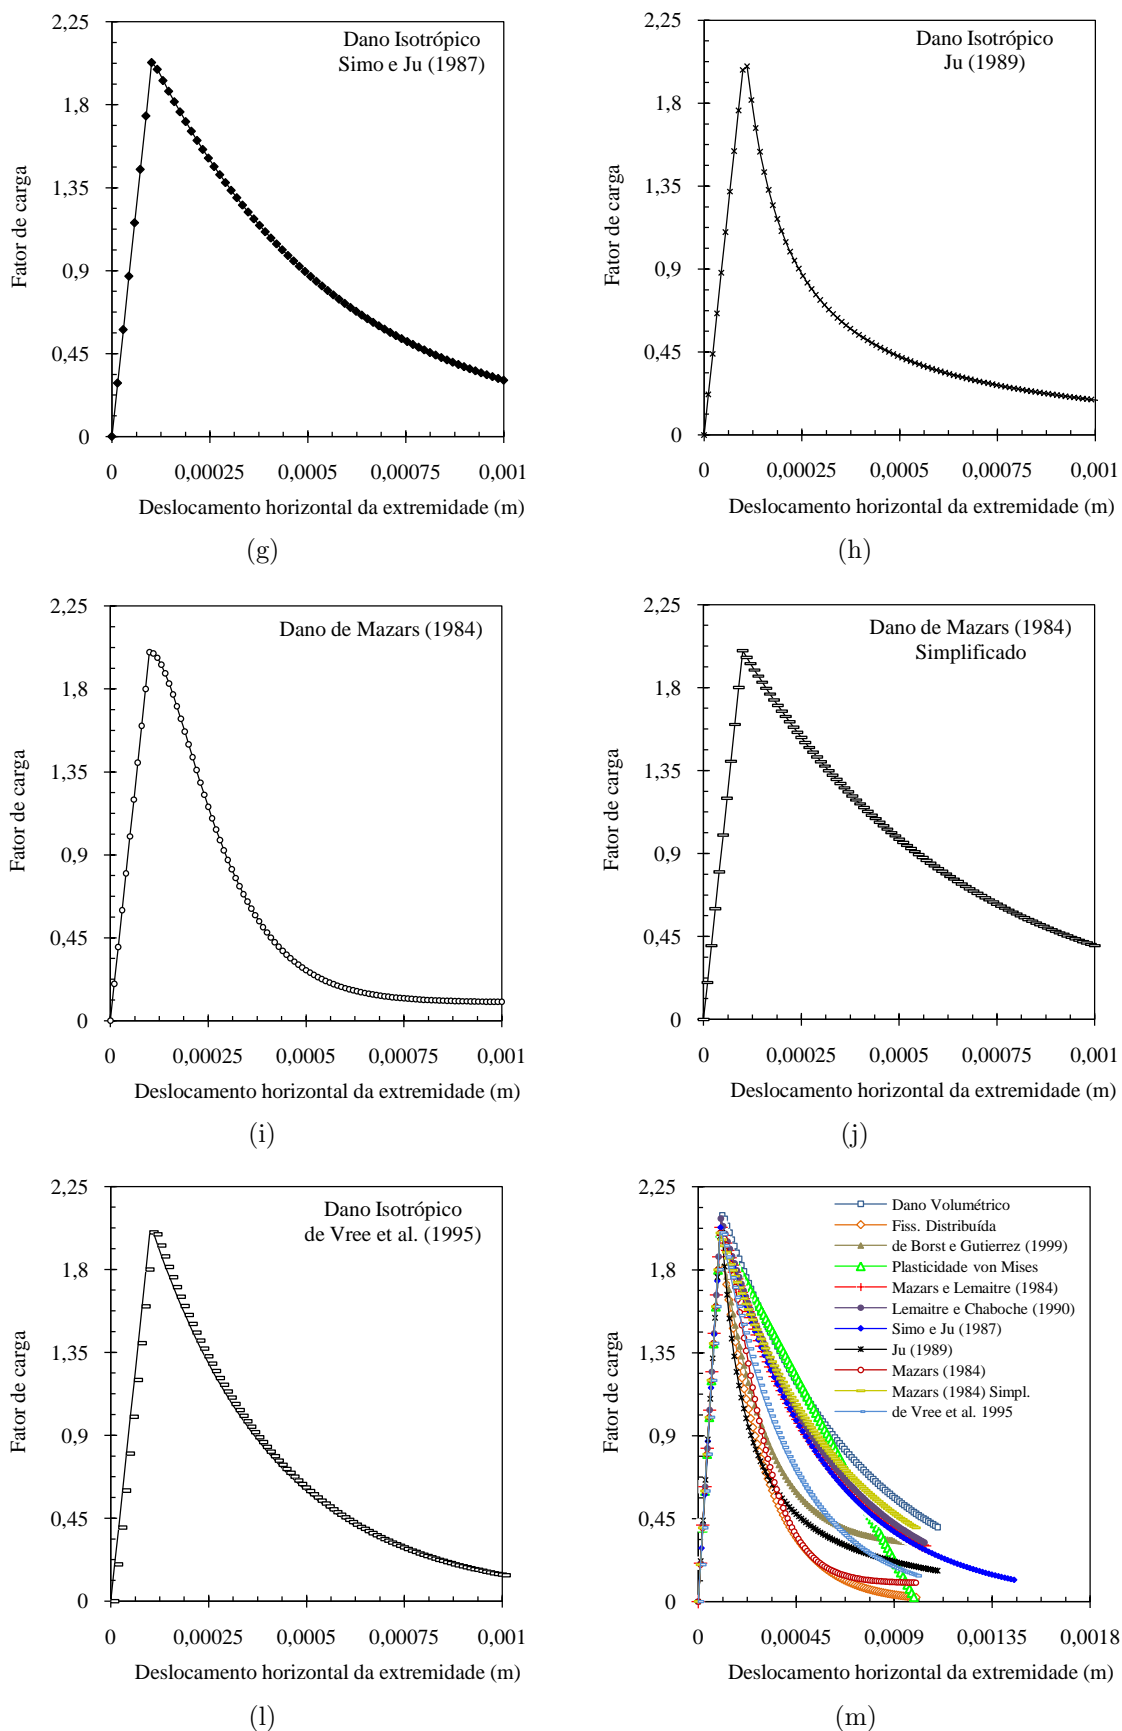 2,25
1,8
1,35
0,9
0,45
0
Fator de carga
Dano Isotrópico
Simo e Ju (1987)
0 0,00025 0,0005 0,00075 0,001
Deslocamento horizontal da extremidade (m)
(g)
2,25
1,8
1,35
0,9
0,45
0
Fator de carga
Dano Isotrópico
Ju (1989)
0 0,00025 0,0005 0,00075 0,001
Deslocamento horizontal da extremidade (m)
(h)
2,25
1,8
1,35
0,9
0,45
0
Fator de carga
Dano de Mazars (1984)
0 0,00025 0,0005 0,00075 0,001
Deslocamento horizontal da extremidade (m)
(i)
2,25
1,8
1,35
0,9
0,45
0
Fator de carga
Dano de Mazars (1984)
Simplificado
0 0,00025 0,0005 0,00075 0,001
Deslocamento horizontal da extremidade (m)
(j)
2,25
1,8
1,35
0,9
0,45
0
Fator de carga
Dano Isotrópico
de Vree et al. (1995)
0 0,00025 0,0005 0,00075 0,001
Deslocamento horizontal da extremidade (m)
(l)
2,25
1,8
1,35
0,9
0,45
0
Fator de carga
Dano Volumétrico
Fiss. Distribuída
de Borst e Gutierrez (1999)
Plasticidade von Mises
Mazars e Lemaitre (1984)
Lemaitre e Chaboche (1990)
Simo e Ju (1987)
Ju (1989)
Mazars (1984)
Mazars (1984) Simpl.
de Vree et al. 1995
0 0,00045 0,0009 0,00135 0,0018
Deslocamento horizontal da extremidade (m)
(m)